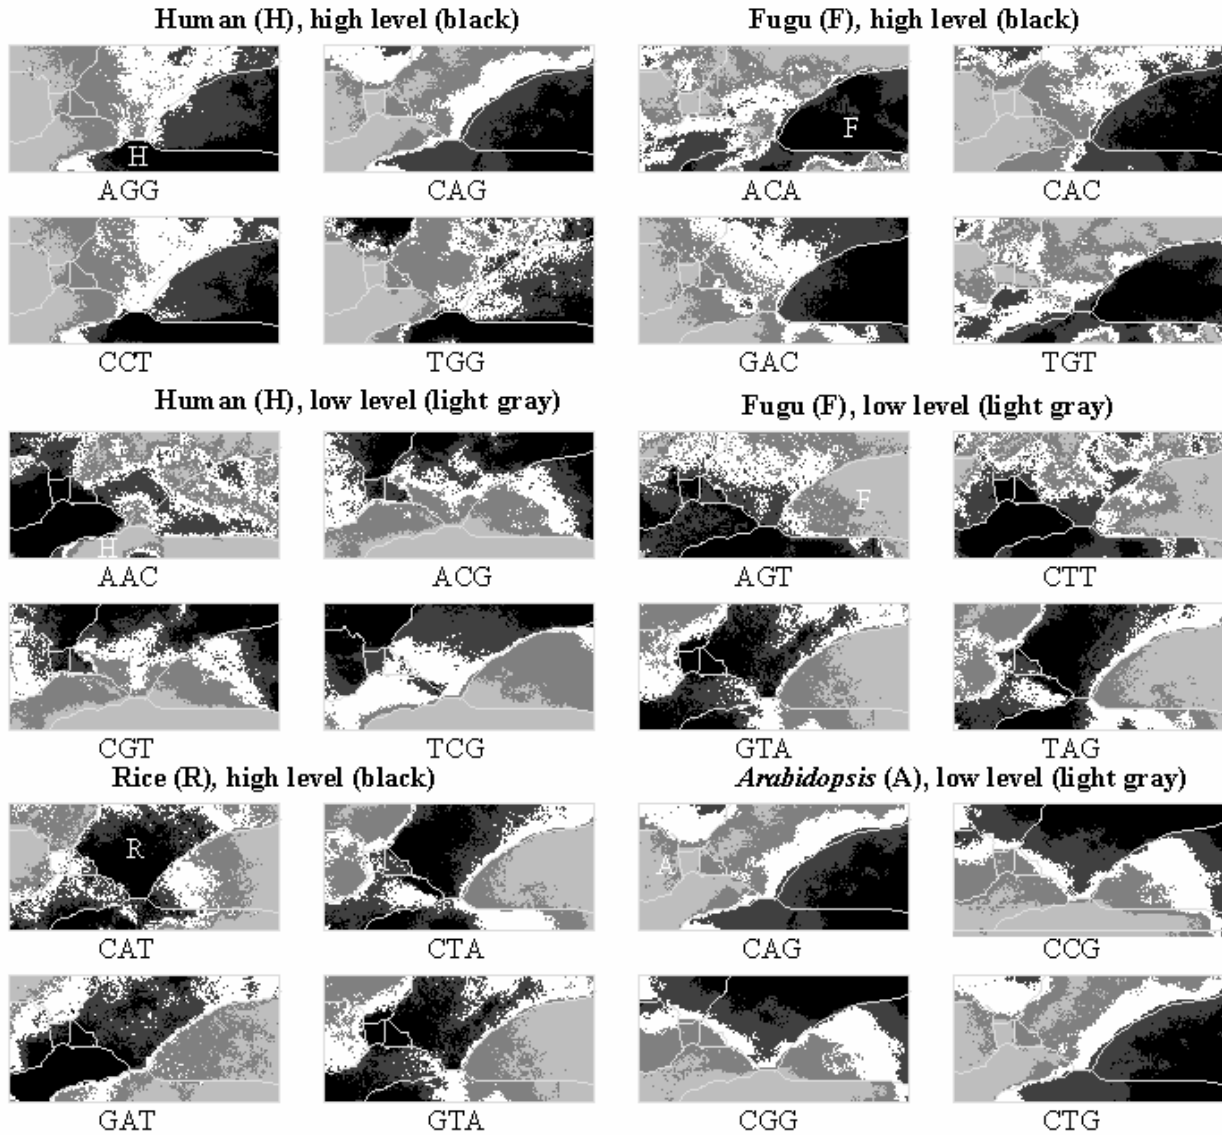 Human (H), high level (black)
Fugu (F), high level (black)
H
F
AGG
CAG
ACA
CAC
CCT
TGG
GAC
TGT
Human (H), low level (light gray)
Fugu (F), low level (light gray)
H
F
AAC
ACG
AGT
CTT
CGT
TCG
GTA
TAG
Rice (R), high level (black)
Arabidopsis (A), low level (light gray)
R
A
CAT
CTA
CAG
CCG
GAT
GTA
CGG
CTG